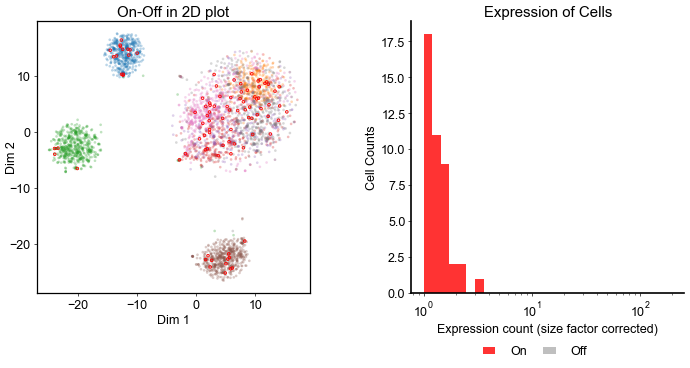 On-Off in 2D plot
Dim 2
10
0
−10
−20
−20
−10
0
10
Dim 1
Expression of Cells
Cell Counts
17.5
15.0
12.5
10.0
7.5
5.0
2.5
0.0
10^0
10^1
10^2
Expression count (size factor corrected)
On Off